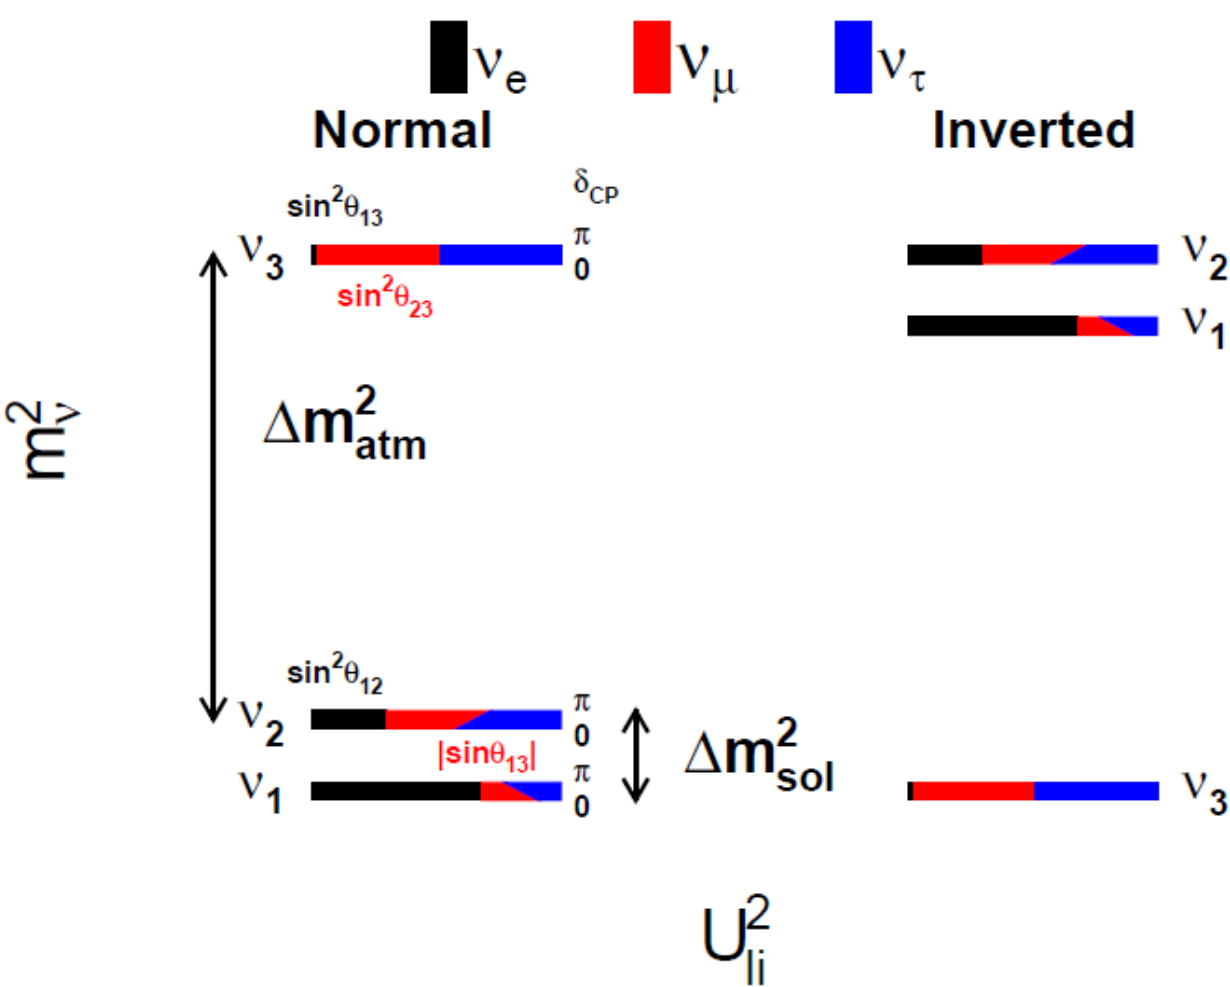 νe νμ ντ
Normal Inverted
δCP
sin²θ13
ν3 π ν2
0
sin²θ23
ν1
m²ν
Δm²atm
sin²θ12
ν2 π
0
|sinθ13|
Δm²sol
ν1 π ν3
0
U²li